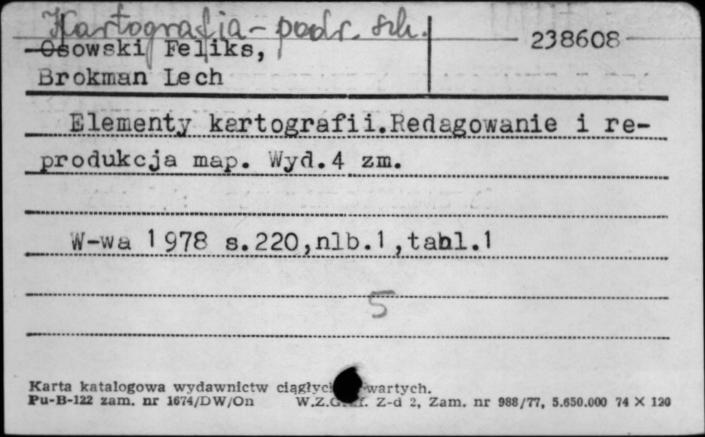 Kartografia - podr. szk.
Osowski Feliks, 238608
Brokman Lech
Elementy kartografii.Redagowanie i re-
produkcja map. Wyd.4 zm.
W-wa 1978 s.220,nlb.1,tabl.1
5
Karta katalogowa wydawnictw ciągłych
Pu-B-122 zam. nr 1674/DW/On W.Z.Graf. Z-d 2, Zam. nr 988/77, 5.650.000 74 X 120